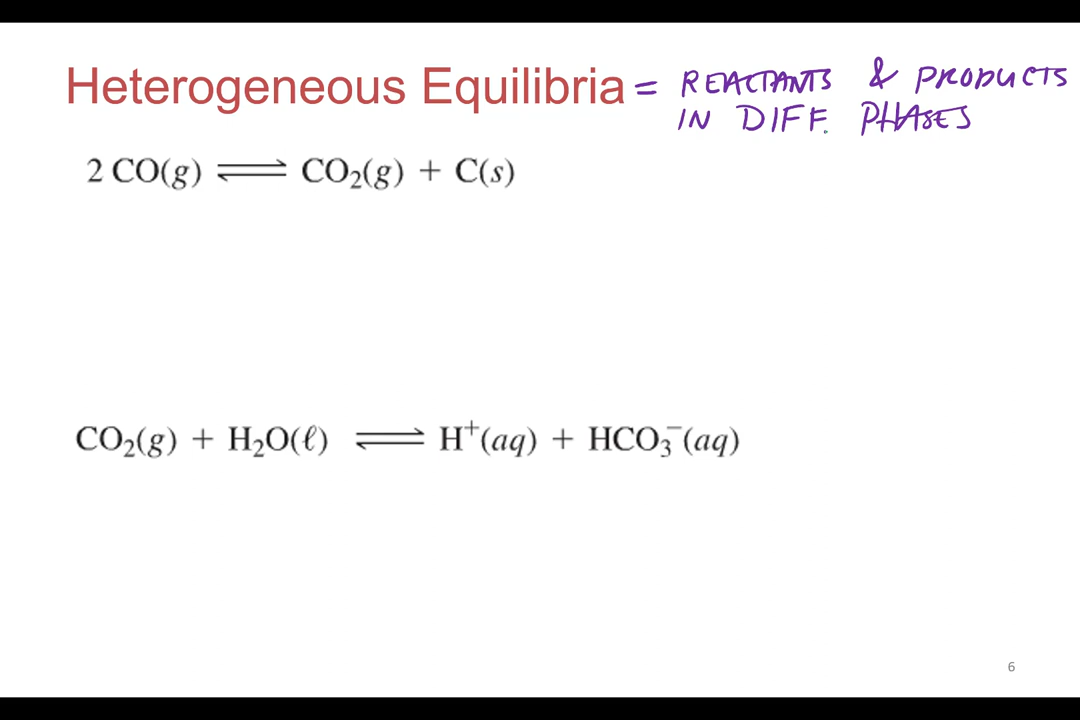 Heterogeneous Equilibria = REACTANTS & PRODUCTS
IN DIFF. PHASES
2 CO(g) ⇌ CO₂(g) + C(s)
CO₂(g) + H₂O(ℓ) ⇌ H⁺(aq) + HCO₃⁻(aq)
6